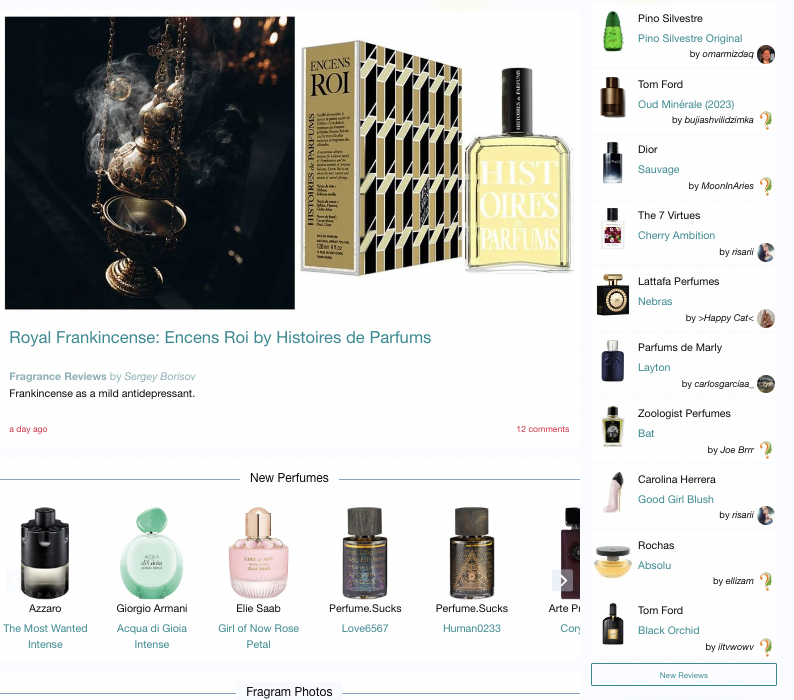 ENCENS
ROI
HISTOIRES de PARFUMS
HIST
OIRES
de
PARFUMS
Royal Frankincense: Encens Roi by Histoires de Parfums
Fragrance Reviews by Sergey Borisov
Frankincense as a mild antidepressant.
a day ago
12 comments
New Perfumes
Azzaro
The Most Wanted
Intense
Giorgio Armani
Acqua di Gioia
Intense
Elie Saab
Girl of Now Rose
Petal
Perfume.Sucks
Love6567
Perfume.Sucks
Human0233
Arte Pr
Cory
Fragram Photos
Pino Silvestre
Pino Silvestre Original
by omarmizdaq
Tom Ford
Oud Minérale (2023)
by bujiashvilidzimka
Dior
Sauvage
by MoonInAries
The 7 Virtues
Cherry Ambition
by risarii
Lattafa Perfumes
Nebras
by >Happy Cat<
Parfums de Marly
Layton
by carlosgarciaa_
Zoologist Perfumes
Bat
by Joe Brrr
Carolina Herrera
Good Girl Blush
by risarii
Rochas
Absolu
by ellizam
Tom Ford
Black Orchid
by iltvwowv
New Reviews